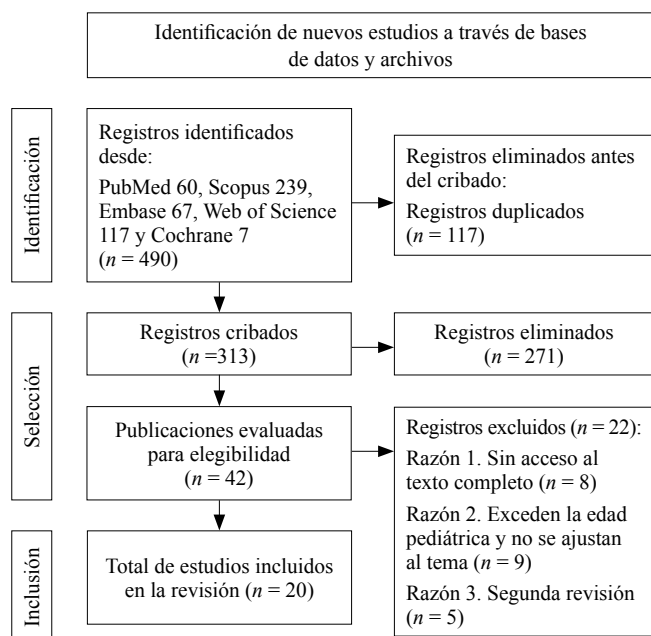 Identificación de nuevos estudios a través de bases
de datos y archivos
Identificación
Registros identificados
desde:
PubMed 60, Scopus 239,
Embase 67, Web of Science
117 y Cochrane 7
(n = 490)
Registros eliminados antes
del cribado:
Registros duplicados
(n = 117)
Selección
Registros cribados
(n =313)
Registros eliminados
(n = 271)
Publicaciones evaluadas
para elegibilidad
(n = 42)
Registros excluidos (n = 22):
Razón 1. Sin acceso al
texto completo (n = 8)
Razón 2. Exceden la edad
pediátrica y no se ajustan
al tema (n = 9)
Razón 3. Segunda revisión
(n = 5)
Inclusión
Total de estudios incluidos
en la revisión (n = 20)